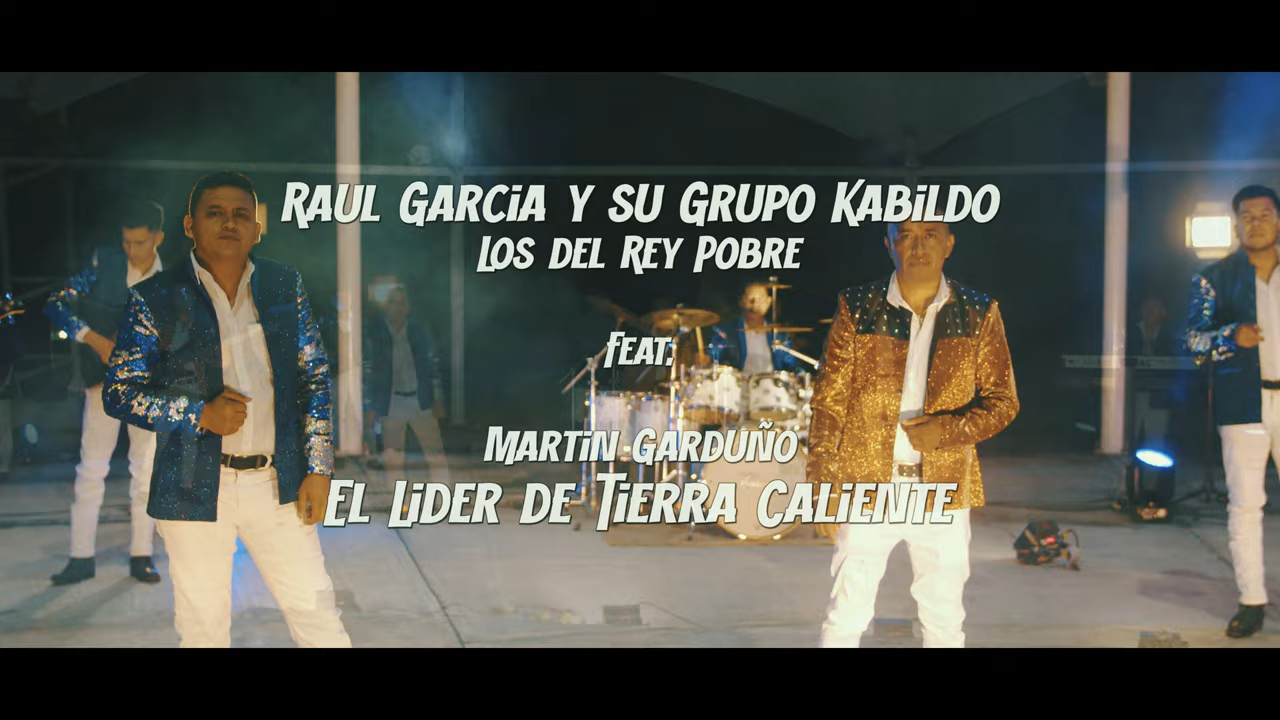 Raul Garcia y su Grupo Kabildo
Los del Rey Pobre
Feat:
Martin Garduño
El Lider de Tierra Caliente